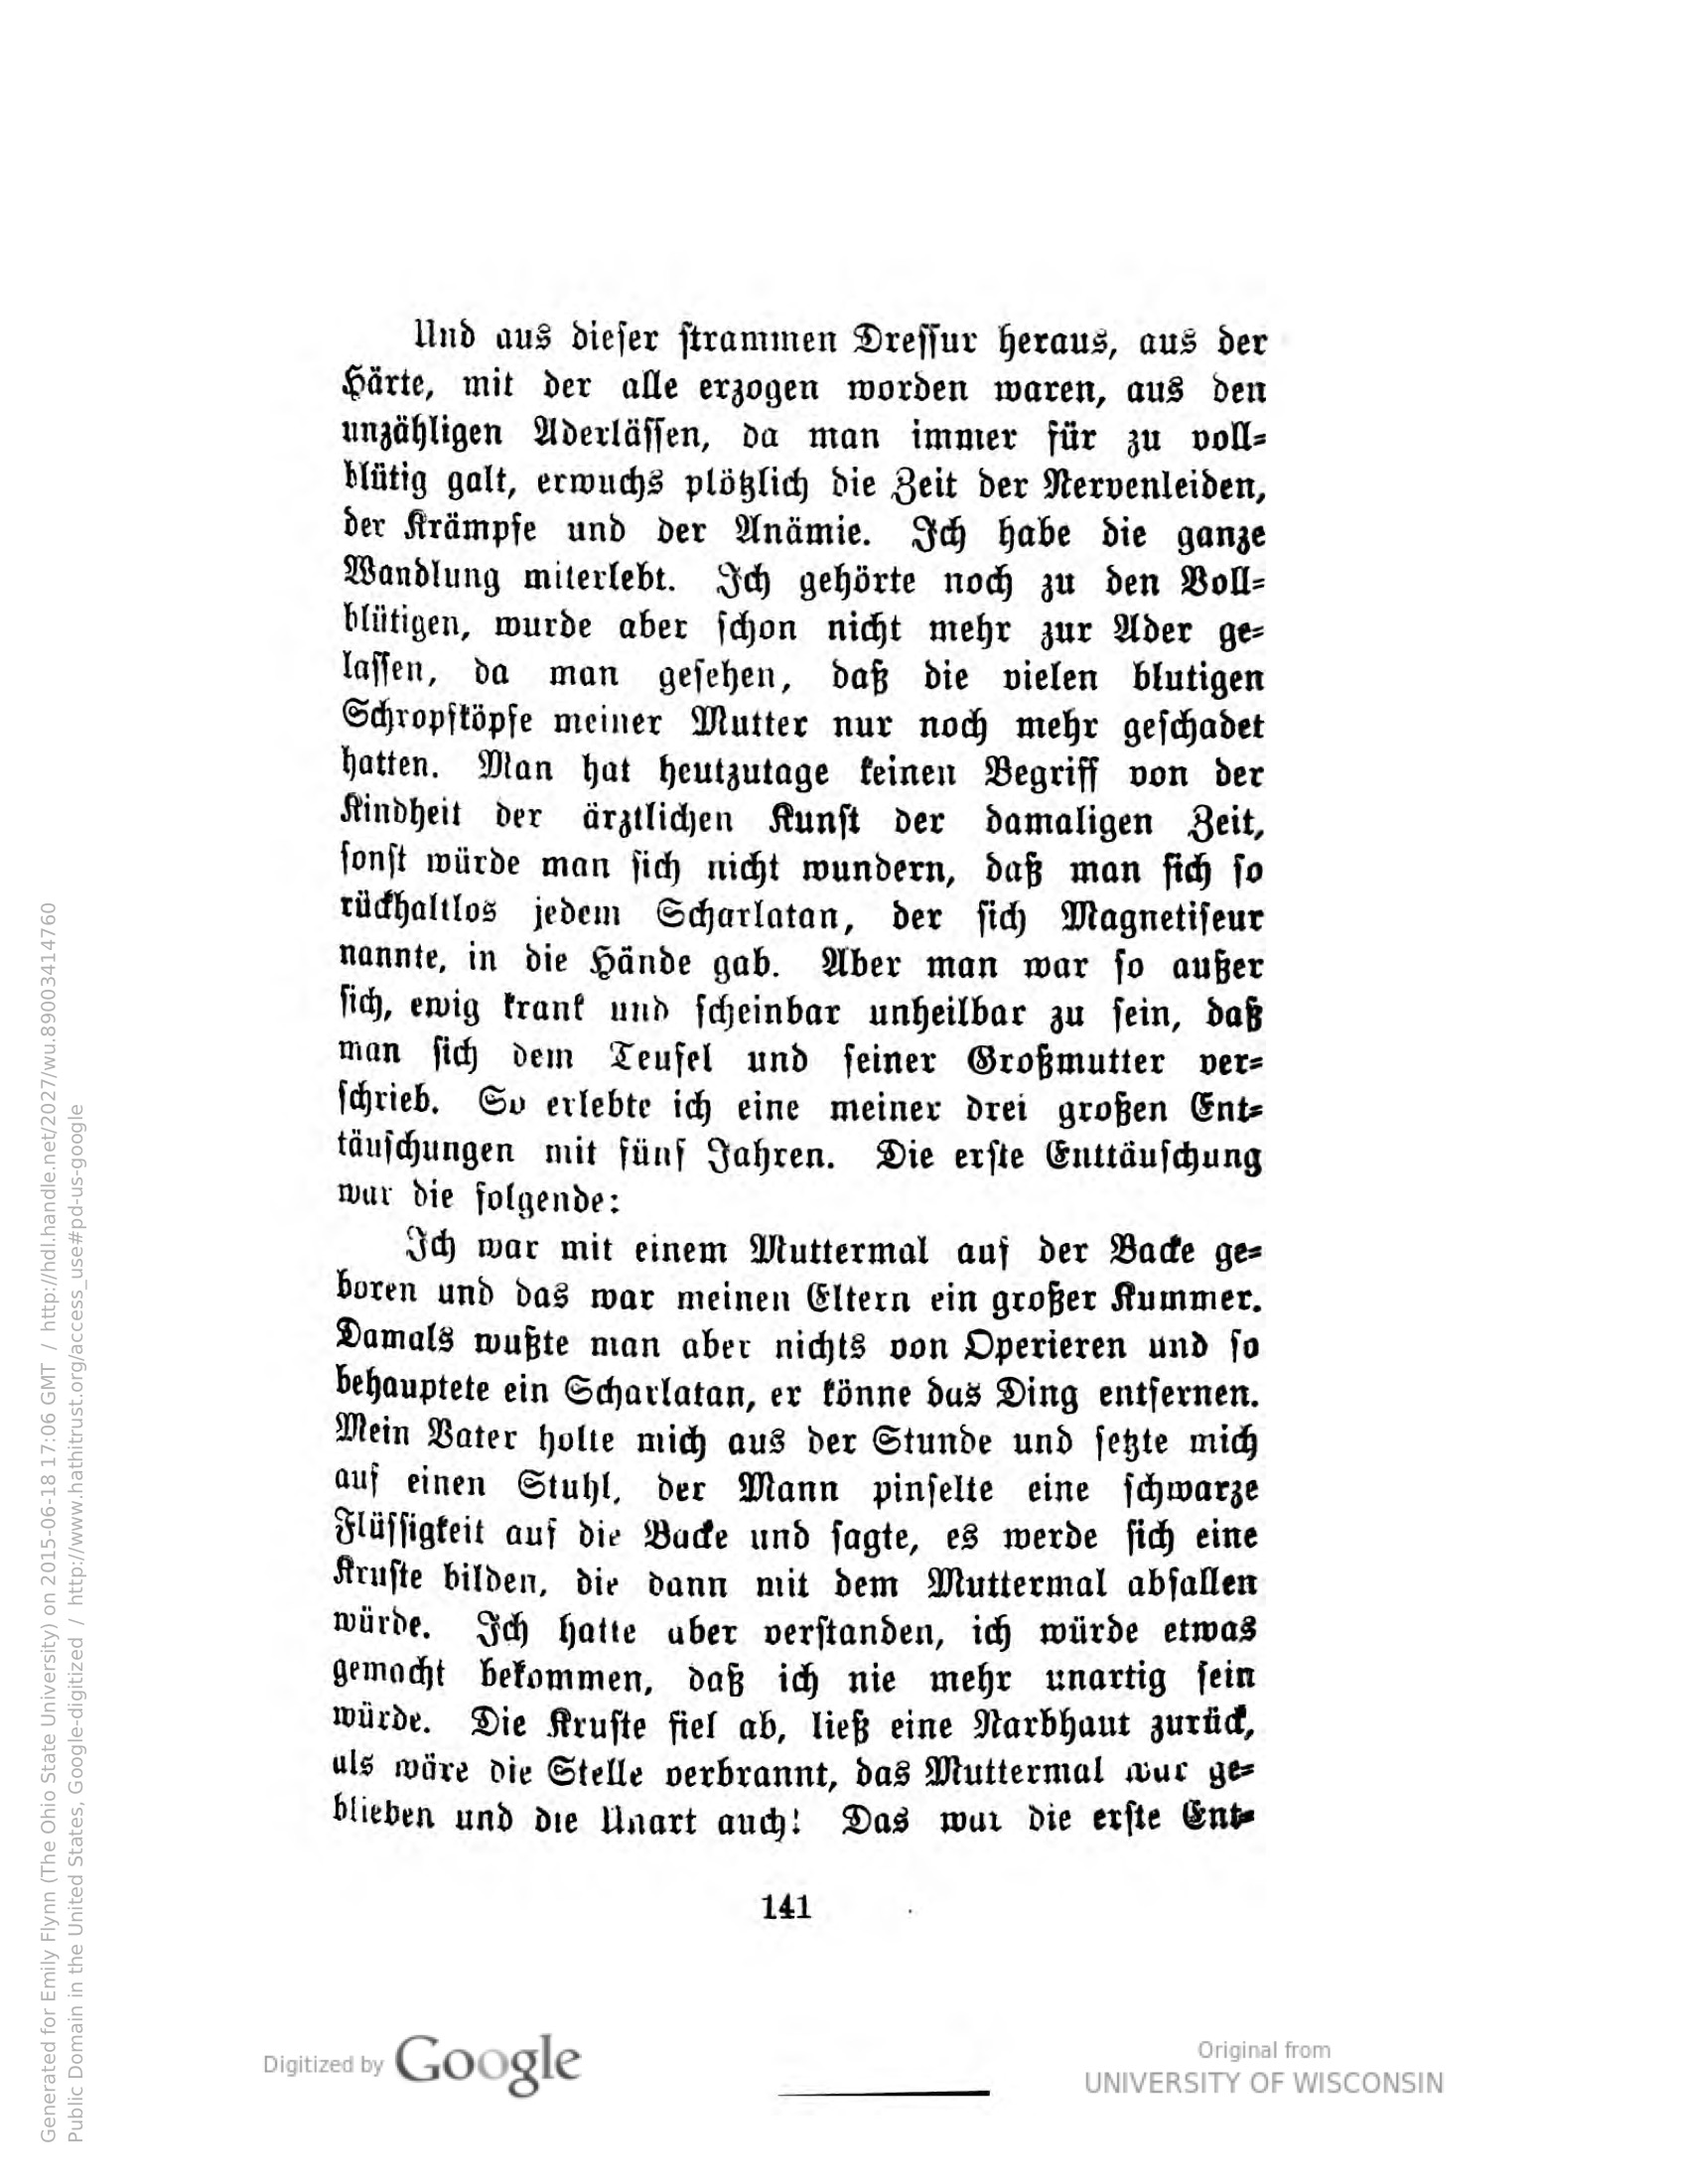 Und aus dieser strammen Dressur heraus, aus der
Härte, mit der alle erzogen worden waren, aus den
unzähligen Aderlässen, da man immer für zu voll-
blütig galt, erwuchs plötzlich die Zeit der Nervenleiden,
der Krämpfe und der Anämie. Ich habe die ganze
Wandlung miterlebt. Ich gehörte noch zu den Voll-
blütigen, wurde aber schon nicht mehr zur Ader ge-
lassen, da man gesehen, daß die vielen blutigen
Schropfköpfe meiner Mutter nur noch mehr geschadet
hatten. Man hat heutzutage keinen Begriff von der
Kindheit der ärztlichen Kunst der damaligen Zeit,
sonst würde man sich nicht wundern, daß man sich so
rückhaltlos jedem Scharlatan, der sich Magnetiseur
nannte, in die Hände gab. Aber man war so außer
sich, ewig krank und scheinbar unheilbar zu sein, daß
man sich dem Teufel und seiner Großmutter ver-
schrieb. So erlebte ich eine meiner drei großen Ent-
täuschungen mit fünf Jahren. Die erste Enttäuschung
war die folgende:
Ich war mit einem Muttermal auf der Backe ge-
boren und das war meinen Eltern ein großer Kummer.
Damals wußte man aber nichts von Operieren und so
behauptete ein Scharlatan, er könne das Ding entfernen.
Mein Vater holte mich aus der Stunde und setzte mich
auf einen Stuhl, der Mann pinselte eine schwarze
Flüssigkeit auf die Backe und sagte, es werde sich eine
Kruste bilden, die dann mit dem Muttermal abfallen
würde. Ich hatte aber verstanden, ich würde etwas
gemacht bekommen, daß ich nie mehr unartig sein
würde. Die Kruste fiel ab, ließ eine Narbhaut zurück,
als wäre die Stelle verbrannt, das Muttermal war ge-
blieben und die Unart auch! Das war die erste Ent-
141
Digitized by Google
Original from
UNIVERSITY OF WISCONSIN
Generated for Emily Flynn (The Ohio State University) on 2015-06-18 17:06 GMT / http://hdl.handle.net/2027/wu.89003414760
Public Domain in the United States, Google-digitized / http://www.hathitrust.org/access_use#pd-us-google